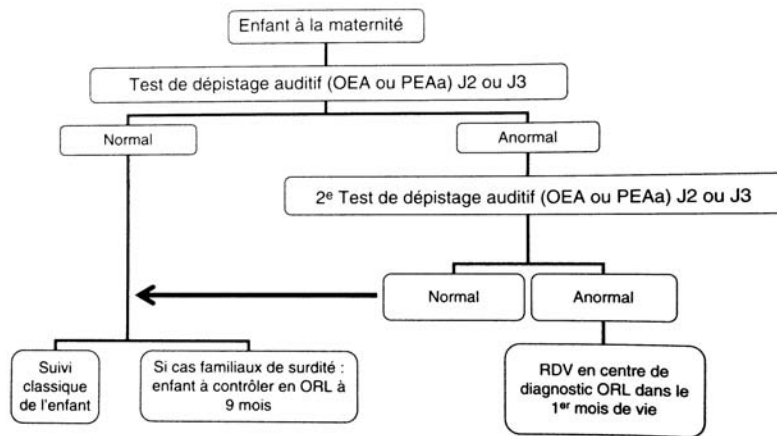 Enfant à la maternité
Test de dépistage auditif (OEA ou PEAa) J2 ou J3
Normal
Anormal
2e Test de dépistage auditif (OEA ou PEAa) J2 ou J3
Normal
Anormal
Suivi
classique
de l'enfant
Si cas familiaux de surdité :
enfant à contrôler en ORL à
9 mois
RDV en centre de
diagnostic ORL dans le
1er mois de vie